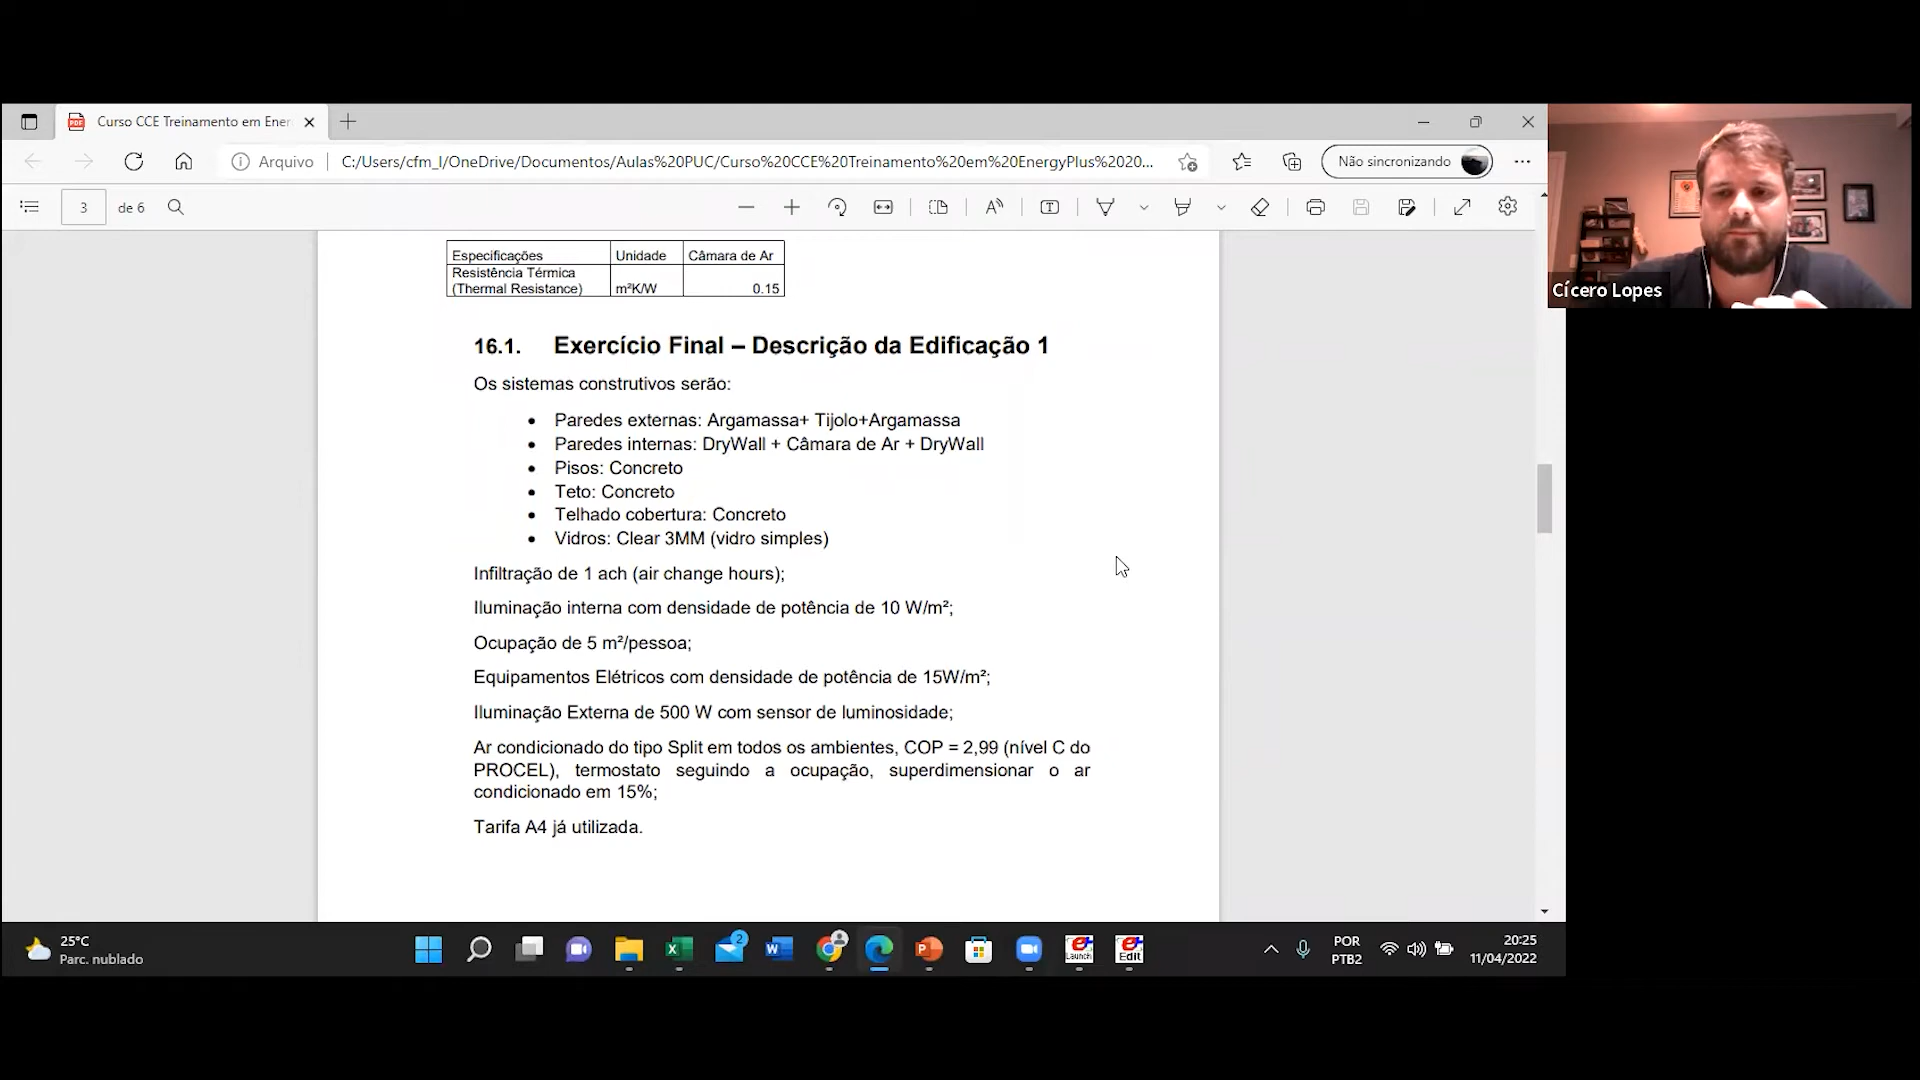 Curso CCE Treinamento em Ener
Arquivo
C:/Users/cfm_l/OneDrive/Documentos/Aulas%20PUC/Curso%20CCE%20Treinamento%20em%20EnergyPlus%2020...
Não sincronizando
3 de 6
Especificações Unidade Câmara de Ar
Resistência Térmica
(Thermal Resistance) m²K/W 0.15
16.1. Exercício Final – Descrição da Edificação 1
Os sistemas construtivos serão:
• Paredes externas: Argamassa+ Tijolo+Argamassa
• Paredes internas: DryWall + Câmara de Ar + DryWall
• Pisos: Concreto
• Teto: Concreto
• Telhado cobertura: Concreto
• Vidros: Clear 3MM (vidro simples)
Infiltração de 1 ach (air change hours);
Iluminação interna com densidade de potência de 10 W/m²;
Ocupação de 5 m²/pessoa;
Equipamentos Elétricos com densidade de potência de 15W/m²;
Iluminação Externa de 500 W com sensor de luminosidade;
Ar condicionado do tipo Split em todos os ambientes, COP = 2,99 (nível C do
PROCEL), termostato seguindo a ocupação, superdimensionar o ar
condicionado em 15%;
Tarifa A4 já utilizada.
Cícero Lopes
25°C
Parc. nublado
2
Launch
Edit
POR
PTB2
20:25
11/04/2022